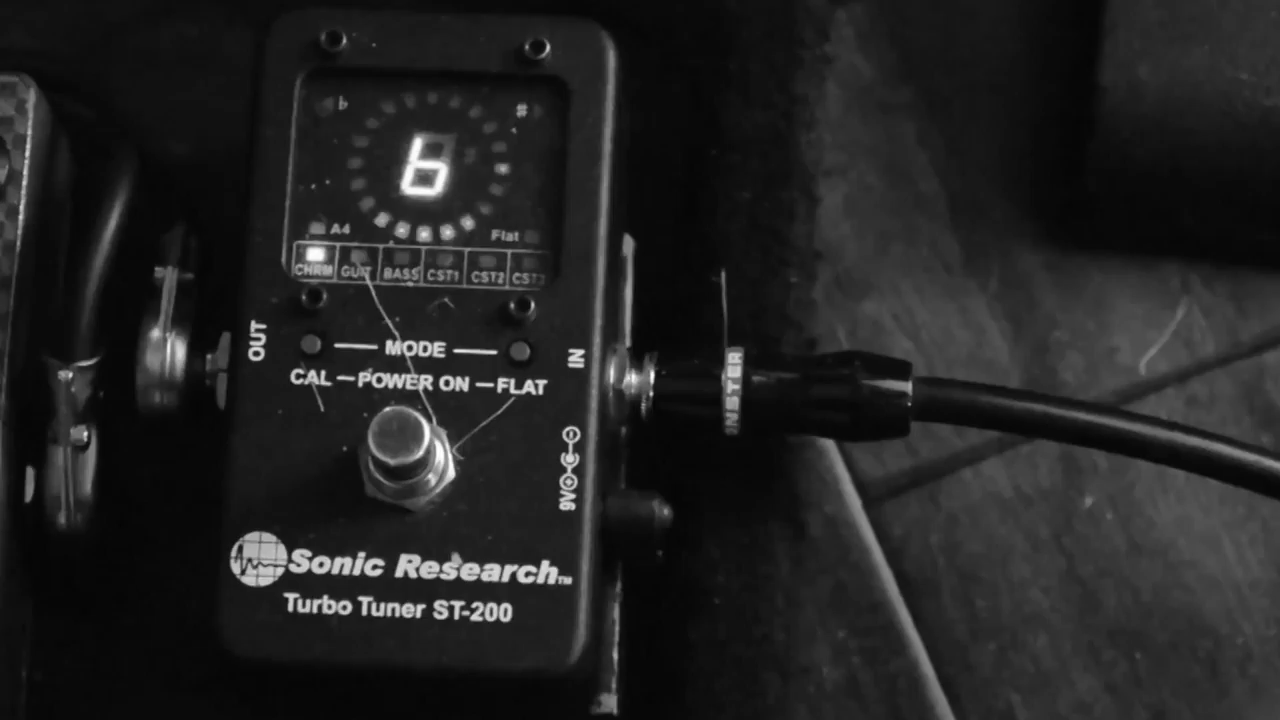 ♭ #
6
A4 Flat
CHRM GUIT BASS CST1 CST2 CST3
OUT
MODE
IN
CAL — POWER ON — FLAT
9V
Sonic Research™
Turbo Tuner ST-200